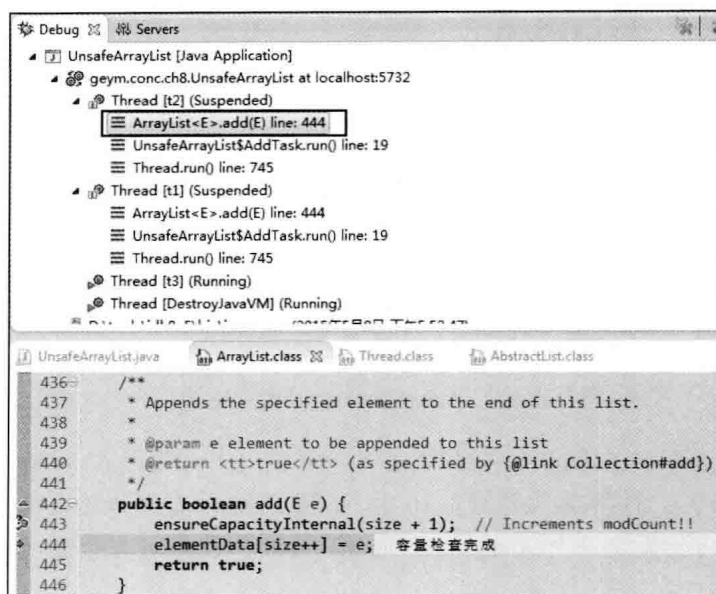 Debug Servers
UnsafeArrayList [Java Application]
geym.conc.ch8.UnsafeArrayList at localhost:5732
Thread [t2] (Suspended)
ArrayList<E>.add(E) line: 444
UnsafeArrayList$AddTask.run() line: 19
Thread.run() line: 745
Thread [t1] (Suspended)
ArrayList<E>.add(E) line: 444
UnsafeArrayList$AddTask.run() line: 19
Thread.run() line: 745
Thread [t3] (Running)
Thread [DestroyJavaVM] (Running)
UnsafeArrayList.java ArrayList.class Thread.class AbstractList.class
436 /**
437 * Appends the specified element to the end of this list.
438 *
439 * @param e element to be appended to this list
440 * @return <tt>true</tt> (as specified by {@link Collection#add})
441 */
442 public boolean add(E e) {
443 ensureCapacityInternal(size + 1); // Increments modCount!!
444 elementData[size++] = e; 容量检查完成
445 return true;
446 }